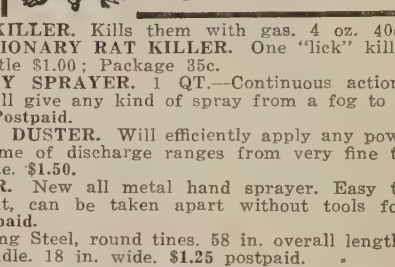 KILLER. Kills them with gas. 4 oz. 40
IONARY RAT KILLER. One "lick" kill
tle $1.00; Package 35c.
Y SPRAYER. 1 QT.—Continuous action
ll give any kind of spray from a fog to
Postpaid.
DUSTER. Will efficiently apply any pow
me of discharge ranges from very fine t
e. $1.50.
R. New all metal hand sprayer. Easy t
t, can be taken apart without tools fo
paid.
ng Steel, round tines. 58 in. overall length
dle. 18 in. wide. $1.25 postpaid.